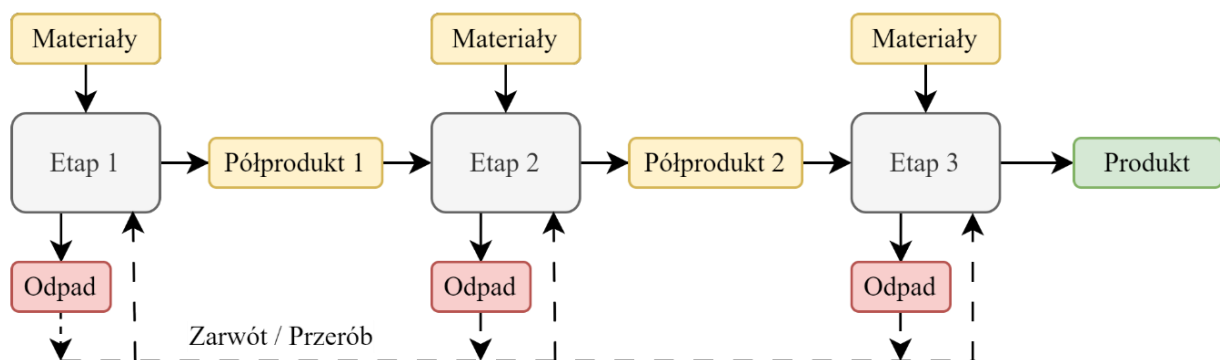 Materiały
Materiały
Materiały
Etap 1
Półprodukt 1
Etap 2
Półprodukt 2
Etap 3
Produkt
Odpad
Odpad
Odpad
Zarwót / Przerób